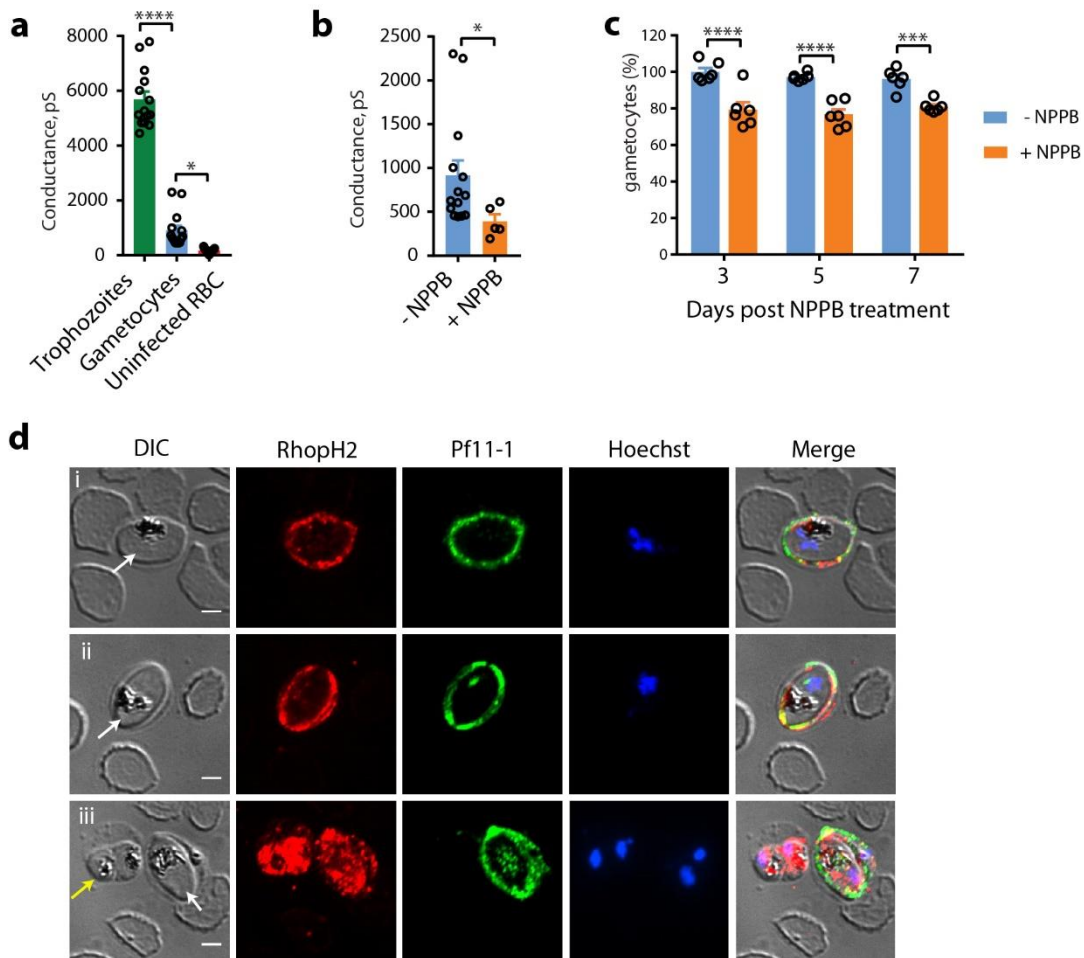 a
****
*
Conductance, pS
8000
6000
4000
2000
0
Trophozoites
Gametocytes
Uninfected RBC
b
*
Conductance, pS
2500
2000
1500
1000
500
0
- NPPB
+ NPPB
c
**** **** ***
gametocytes (%)
120
100
80
60
40
20
0
3 5 7
Days post NPPB treatment
- NPPB
+ NPPB
d
DIC RhopH2 Pf11-1 Hoechst Merge
i
ii
iii